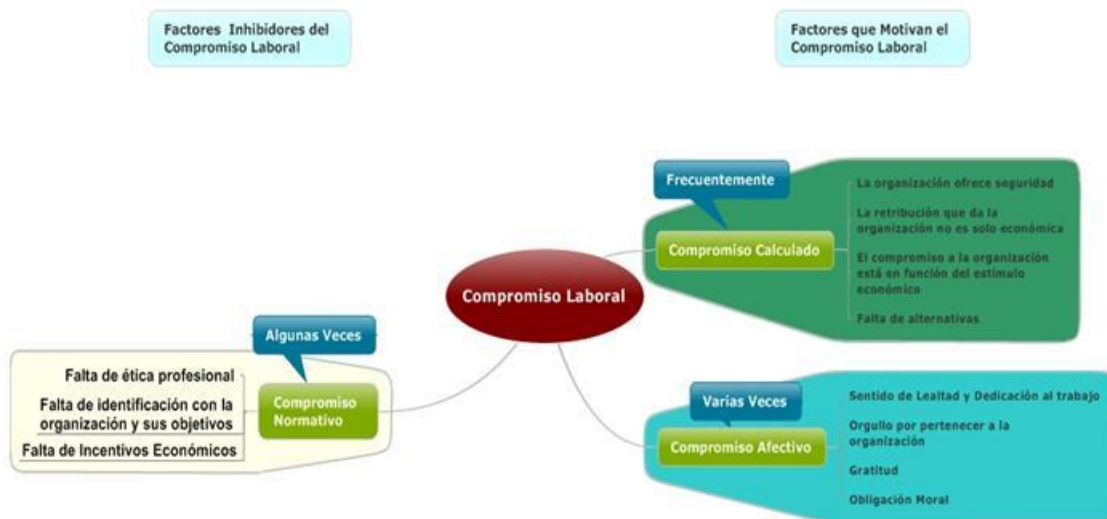 Factores Inhibidores del
Compromiso Laboral
Factores que Motivan el
Compromiso Laboral
Frecuentemente
Compromiso Calculado
La organización ofrece seguridad
La retribución que da la
organización no es solo económica
El compromiso a la organización
está en función del estímulo
económico
Falta de alternativas
Compromiso Laboral
Algunas Veces
Compromiso
Normativo
Falta de ética profesional
Falta de identificación con la
organización y sus objetivos
Falta de Incentivos Económicos
Varias Veces
Compromiso Afectivo
Sentido de Lealtad y Dedicación al trabajo
Orgullo por pertenecer a la
organización
Gratitud
Obligación Moral